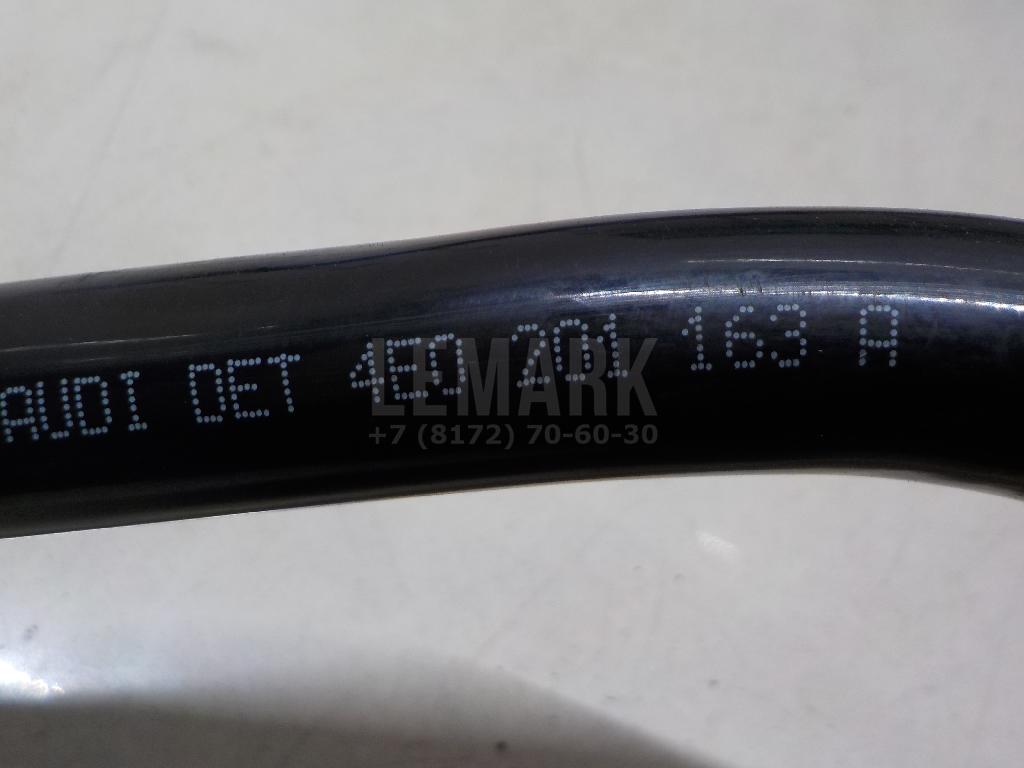 AUDI DET 4E0 201 163 A
LEMARK
+7 (8172) 70-60-30